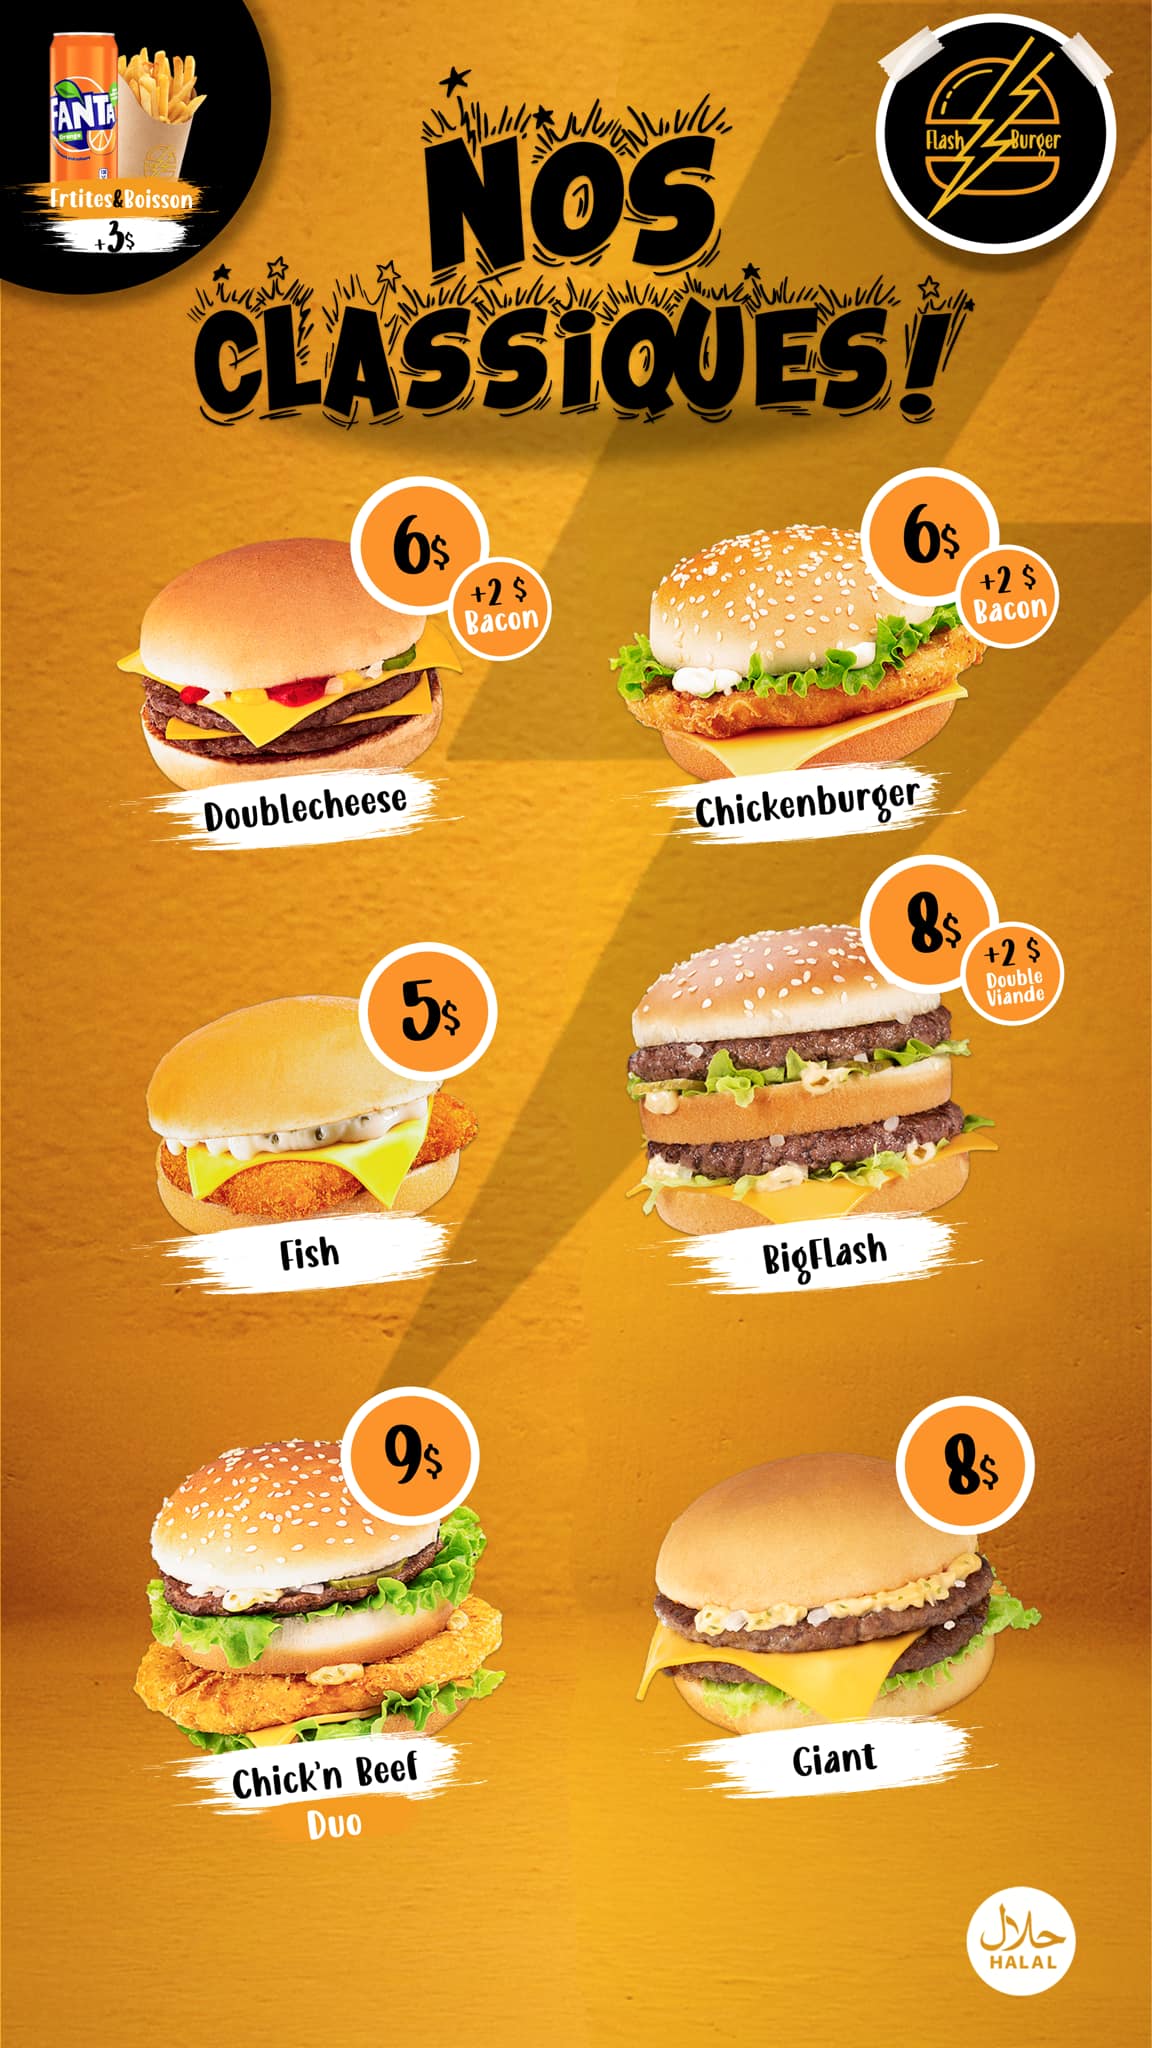 FANTA
Orange
Frtites&Boisson
+3$
Flash Burger
NOS
CLASSiQUES!
6$
+2 $
Bacon
Doublecheese
6$
+2 $
Bacon
Chickenburger
5$
Fish
8$
+2 $
Double
Viande
BigFlash
9$
Chick'n Beef
Duo
8$
Giant
حلال
HALAL